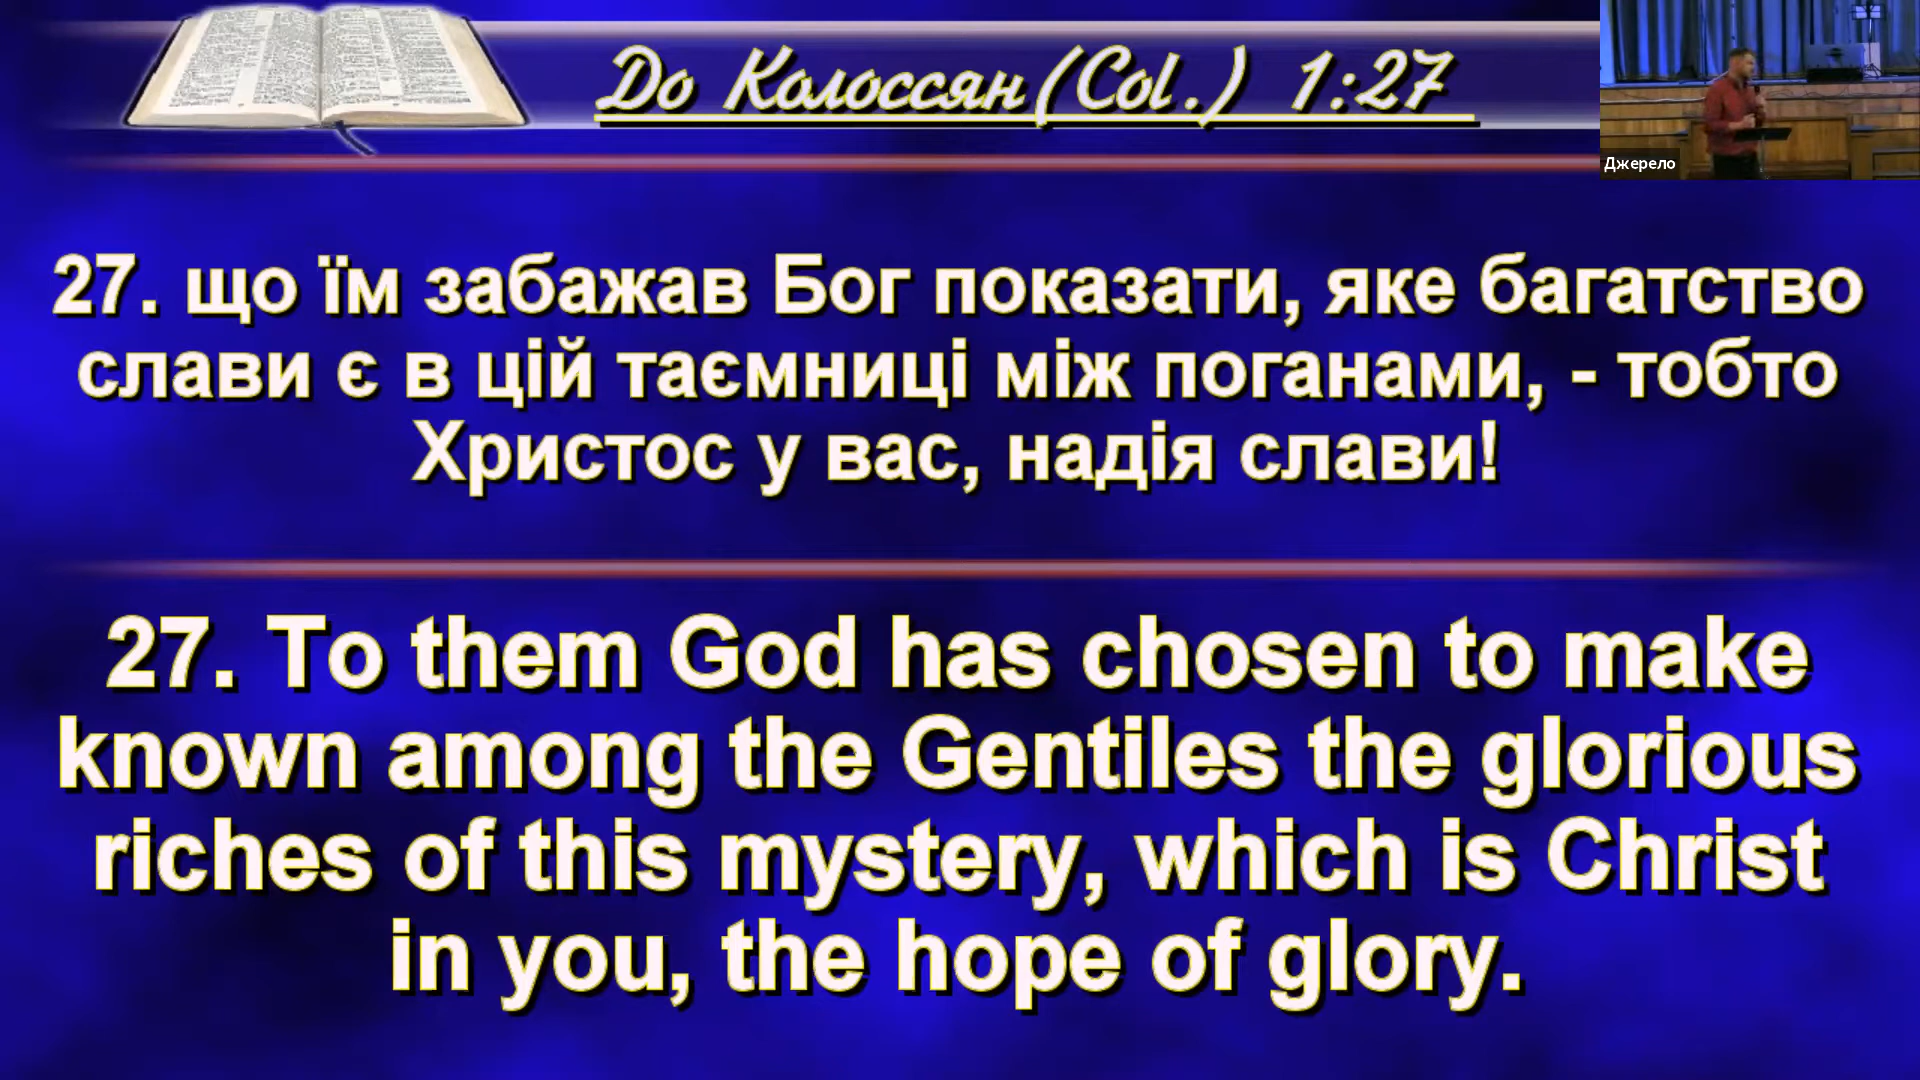 До Колоссян(Col.) 1:27
Джерело
27. що їм забажав Бог показати, яке багатство
слави є в цій таємниці між поганами, - тобто
Христос у вас, надія слави!
27. To them God has chosen to make
known among the Gentiles the glorious
riches of this mystery, which is Christ
in you, the hope of glory.